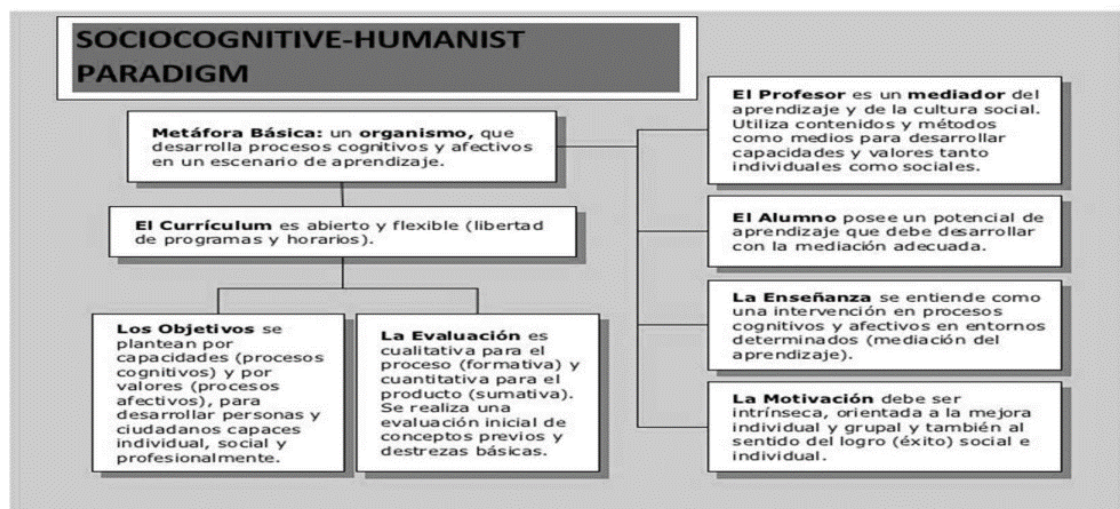 SOCIOCOGNITIVE-HUMANIST
PARADIGM
Metáfora Básica: un organismo, que
desarrolla procesos cognitivos y afectivos
en un escenario de aprendizaje.
El Currículum es abierto y flexible (libertad
de programas y horarios).
Los Objetivos se
plantean por
capacidades (procesos
cognitivos) y por
valores (procesos
afectivos), para
desarrollar personas y
ciudadanos capaces
individual, social y
profesionalmente.
La Evaluación es
cualitativa para el
proceso (formativa) y
cuantitativa para el
producto (sumativa).
Se realiza una
evaluación inicial de
conceptos previos y
destrezas básicas.
El Profesor es un mediador del
aprendizaje y de la cultura social.
Utiliza contenidos y métodos
como medios para desarrollar
capacidades y valores tanto
individuales como sociales.
El Alumno posee un potencial de
aprendizaje que debe desarrollar
con la mediación adecuada.
La Enseñanza se entiende como
una intervención en procesos
cognitivos y afectivos en entornos
determinados (mediación del
aprendizaje).
La Motivación debe ser
intrínseca, orientada a la mejora
individual y grupal y también al
sentido del logro (éxito) social e
individual.